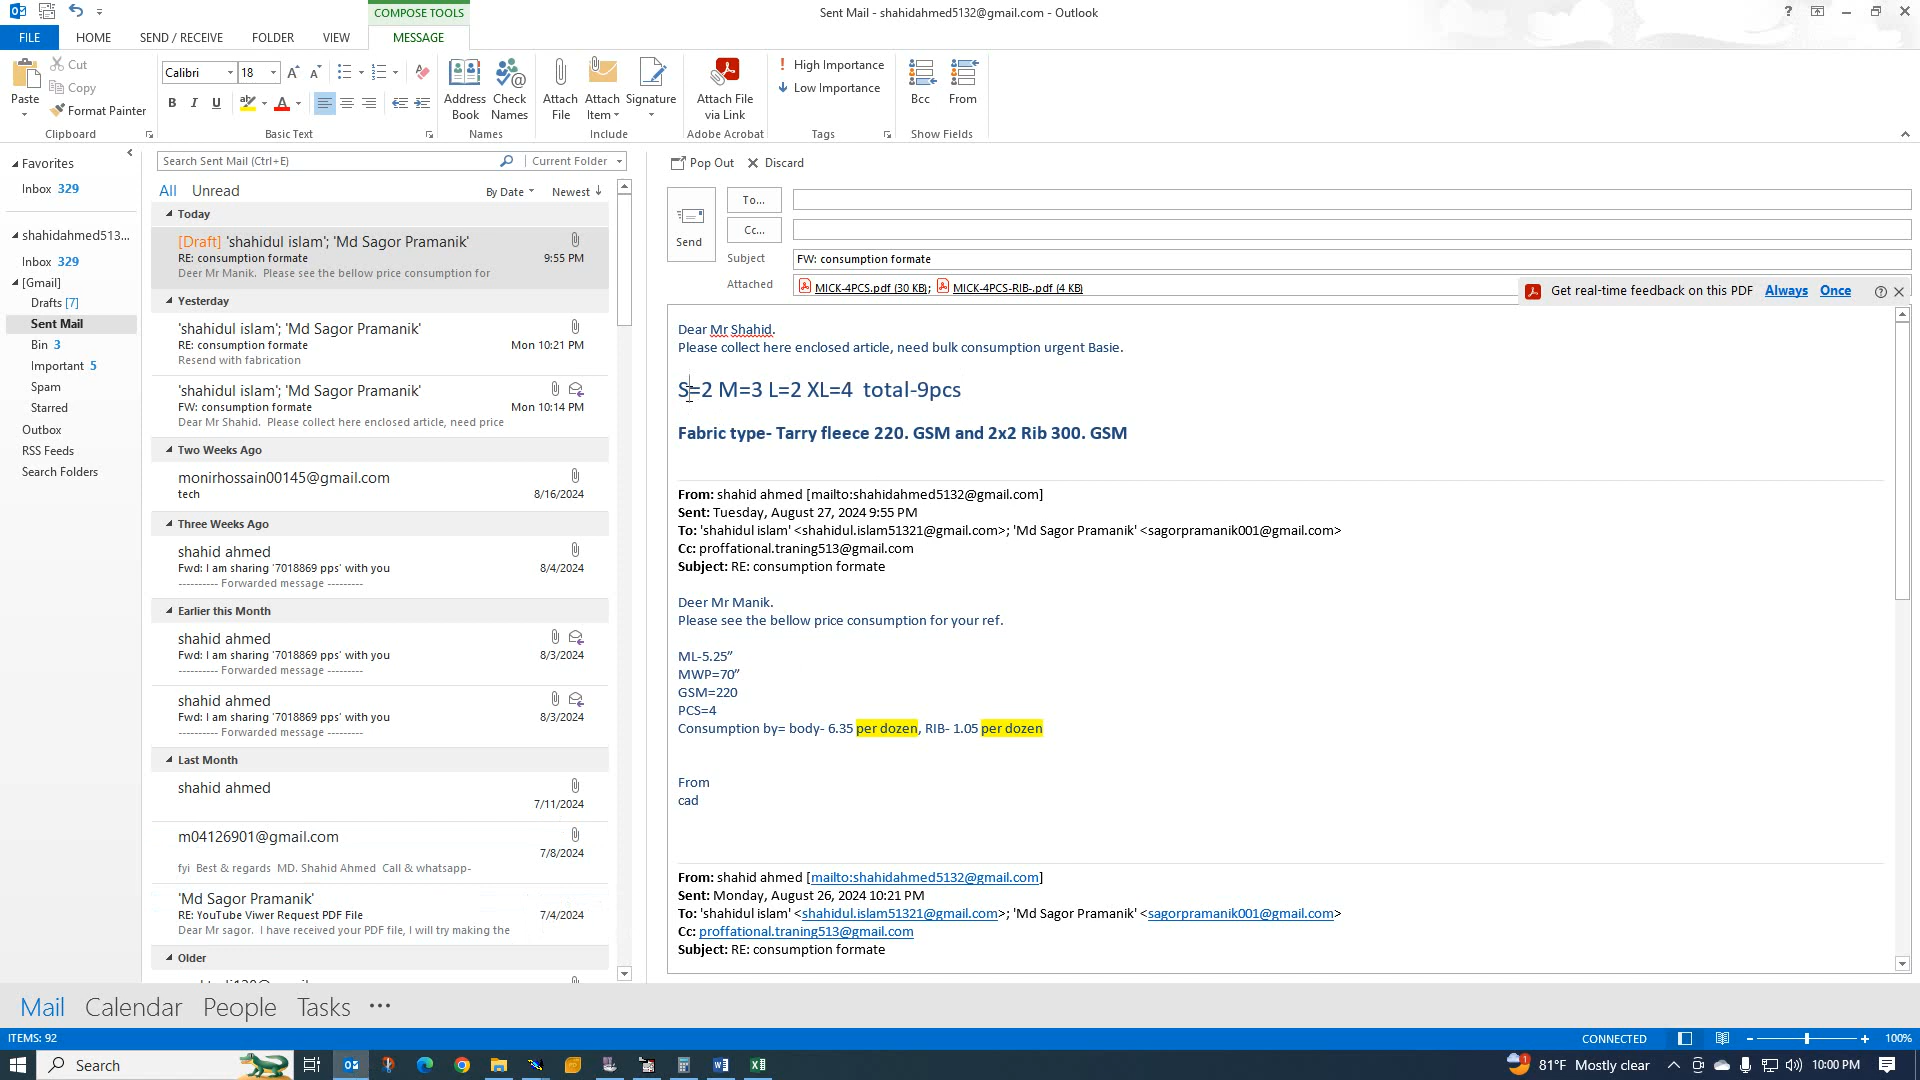 COMPOSE TOOLS
Sent Mail - shahidahmed5132@gmail.com - Outlook
FILE HOME SEND / RECEIVE FOLDER VIEW MESSAGE
Paste
Cut
Copy
Format Painter
Clipboard
Calibri 18
B I U
Basic Text
Address Book
Check Names
Names
Attach File
Attach Item
Signature
Include
Attach File via Link
Adobe Acrobat
High Importance
Low Importance
Tags
Bcc
From
Show Fields
Favorites
Inbox 329
shahidahmed513...
Inbox 329
[Gmail]
Drafts [7]
Sent Mail
Bin 3
Important 5
Spam
Starred
Outbox
RSS Feeds
Search Folders
Search Sent Mail (Ctrl+E)
Current Folder
All Unread
By Date Newest
Today
[Draft] 'shahidul islam'; 'Md Sagor Pramanik'
RE: consumption formate 9:55 PM
Deer Mr Manik. Please see the bellow price consumption for
Yesterday
'shahidul islam'; 'Md Sagor Pramanik'
RE: consumption formate Mon 10:21 PM
Resend with fabrication
'shahidul islam'; 'Md Sagor Pramanik'
FW: consumption formate Mon 10:14 PM
Dear Mr Shahid. Please collect here enclosed article, need price
Two Weeks Ago
monirhossain00145@gmail.com
tech 8/16/2024
Three Weeks Ago
shahid ahmed
Fwd: I am sharing '7018869 pps' with you 8/4/2024
---------- Forwarded message ---------
Earlier this Month
shahid ahmed
Fwd: I am sharing '7018869 pps' with you 8/3/2024
---------- Forwarded message ---------
shahid ahmed
Fwd: I am sharing '7018869 pps' with you 8/3/2024
---------- Forwarded message ---------
Last Month
shahid ahmed
7/11/2024
m04126901@gmail.com
7/8/2024
fyi Best & regards MD. Shahid Ahmed Call & whatsapp-
'Md Sagor Pramanik'
RE: YouTube Viwer Request PDF File 7/4/2024
Dear Mr sagor. I have received your PDF file, I will try making the
Older
Pop Out Discard
Send
To...
Cc...
Subject FW: consumption formate
Attached MICK-4PCS.pdf (30 KB); MICK-4PCS-RIB-.pdf (4 KB)
Get real-time feedback on this PDF Always Once
Dear Mr Shahid.
Please collect here enclosed article, need bulk consumption urgent Basie.
S=2 M=3 L=2 XL=4 total-9pcs
Fabric type- Tarry fleece 220. GSM and 2x2 Rib 300. GSM
From: shahid ahmed [mailto:shahidahmed5132@gmail.com]
Sent: Tuesday, August 27, 2024 9:55 PM
To: 'shahidul islam' <shahidul.islam51321@gmail.com>; 'Md Sagor Pramanik' <sagorpramanik001@gmail.com>
Cc: proffational.traning513@gmail.com
Subject: RE: consumption formate
Deer Mr Manik.
Please see the bellow price consumption for your ref.
ML-5.25”
MWP=70”
GSM=220
PCS=4
Consumption by= body- 6.35 per dozen, RIB- 1.05 per dozen
From
cad
From: shahid ahmed [mailto:shahidahmed5132@gmail.com]
Sent: Monday, August 26, 2024 10:21 PM
To: 'shahidul islam' <shahidul.islam51321@gmail.com>; 'Md Sagor Pramanik' <sagorpramanik001@gmail.com>
Cc: proffational.traning513@gmail.com
Subject: RE: consumption formate
Mail Calendar People Tasks ...
ITEMS: 92
CONNECTED
100%
Search
81°F Mostly clear
10:00 PM